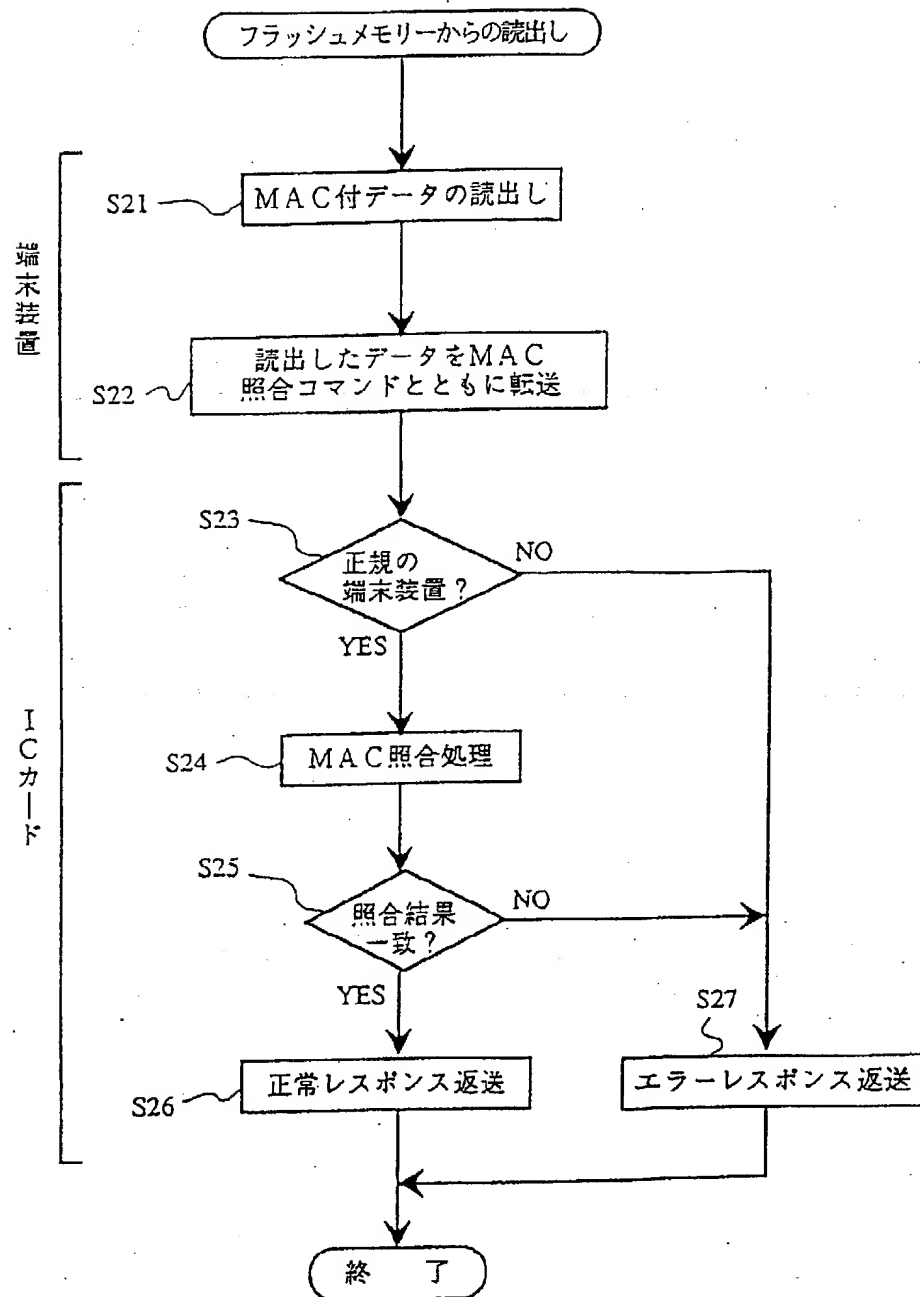 フラッシュメモリーからの読出し
端末装置
S21
MAC付データの読出し
S22
読出したデータをMAC
照合コマンドとともに転送
ICカード
S23
正規の
端末装置?
NO
YES
S24
MAC照合処理
S25
照合結果
一致?
NO
YES
S26
正常レスポンス返送
S27
エラーレスポンス返送
終 了